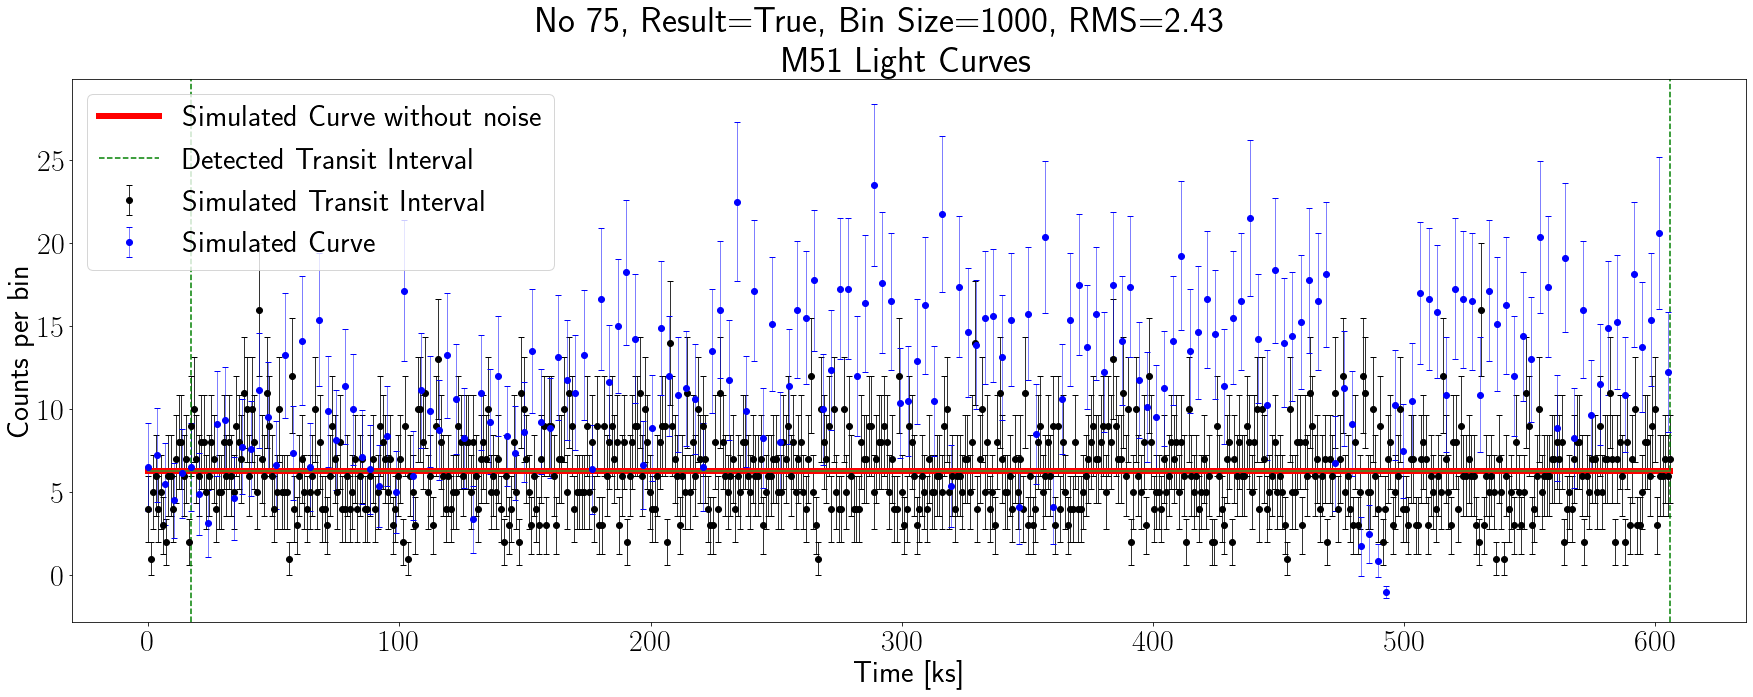 No 75, Result=True, Bin Size=1000, RMS=2.43
M51 Light Curves
Simulated Curve without noise
Detected Transit Interval
Simulated Transit Interval
Simulated Curve
Counts per bin
25
20
15
10
5
0
0 100 200 300 400 500 600
Time [ks]